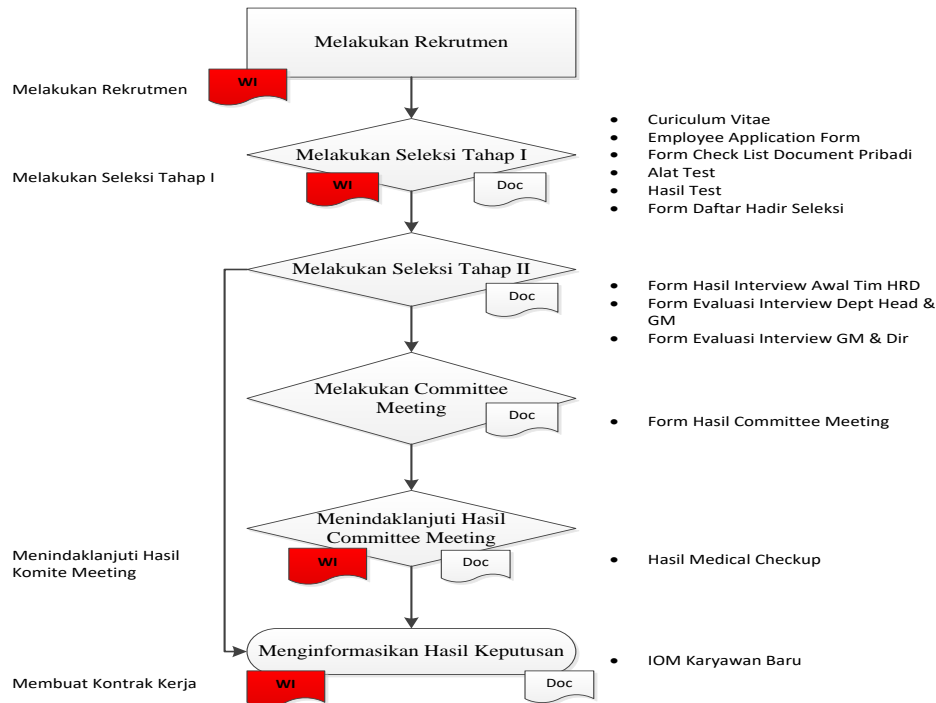 Melakukan Rekrutmen
WI
Melakukan Rekrutmen
Melakukan Seleksi Tahap I
WI
Doc
Melakukan Seleksi Tahap I
• Curiculum Vitae
• Employee Application Form
• Form Check List Document Pribadi
• Alat Test
• Hasil Test
• Form Daftar Hadir Seleksi
Melakukan Seleksi Tahap II
Doc
• Form Hasil Interview Awal Tim HRD
• Form Evaluasi Interview Dept Head &
GM
• Form Evaluasi Interview GM & Dir
Melakukan Committee
Meeting
Doc
• Form Hasil Committee Meeting
Menindaklanjuti Hasil
Committee Meeting
WI
Doc
Menindaklanjuti Hasil
Komite Meeting
• Hasil Medical Checkup
Menginformasikan Hasil Keputusan
WI
Doc
Membuat Kontrak Kerja
• IOM Karyawan Baru